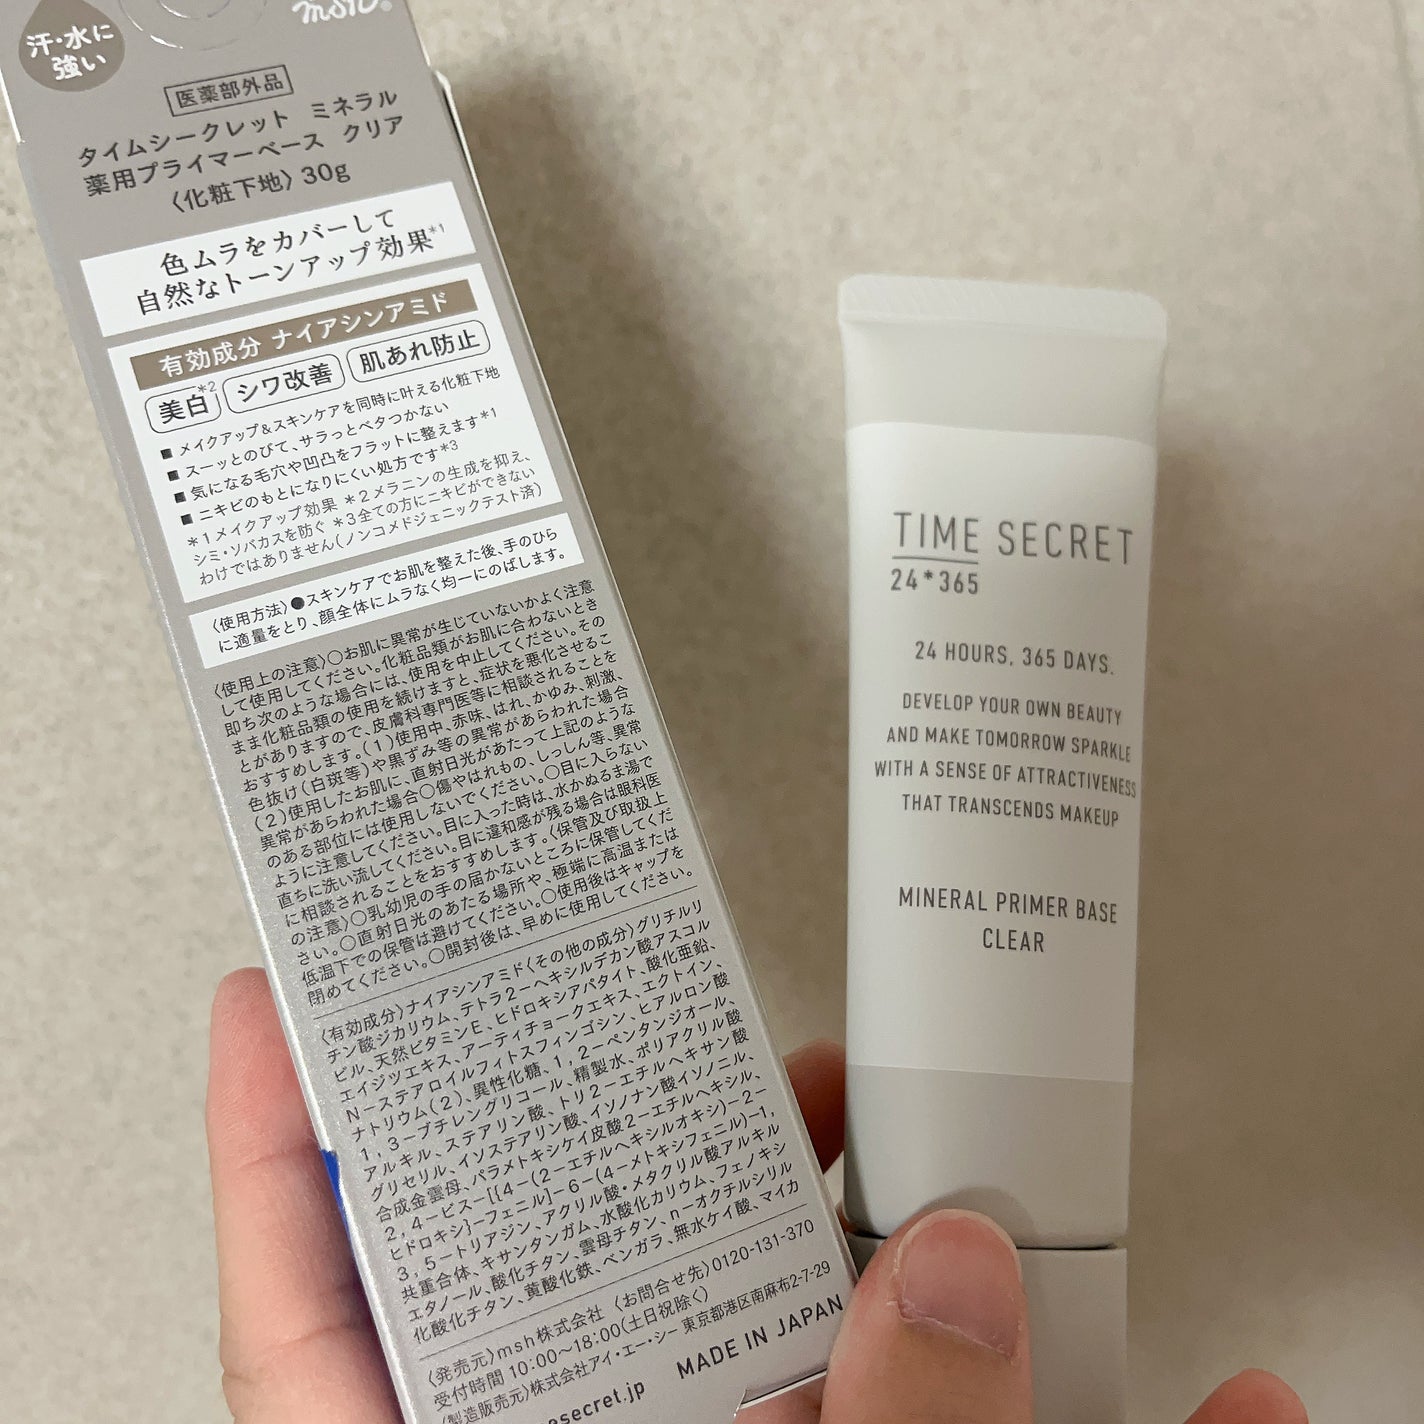 msh®
汗・水に
強い
医薬部外品
タイムシークレット ミネラル
薬用プライマーベース クリア
〈化粧下地〉30g
色ムラをカバーして
自然なトーンアップ効果*1
有効成分 ナイアシンアミド
美白*2 シワ改善 肌あれ防止
■ メイクアップ&スキンケアを同時に叶える化粧下地
■ スーッとのびて、サラっとベタつかない
■ 気になる毛穴や凹凸をフラットに整えます*1
■ ニキビのもとになりにくい処方です*3
*1メイクアップ効果 *2メラニンの生成を抑え、
シミ・ソバカスを防ぐ *3全ての方にニキビができない
わけではありません(ノンコメドジェニックテスト済)
〈使用方法〉●スキンケアでお肌を整えた後、手のひら
に適量をとり、顔全体にムラなく均一にのばします。
〈使用上の注意〉○お肌に異常が生じていないかよく注意
して使用してください。化粧品類がお肌に合わないとき
即ち次のような場合には、使用を中止してください。その
まま化粧品類の使用を続けますと、症状を悪化させるこ
とがありますので、皮膚科専門医等に相談されることを
おすすめします。(1)使用中、赤味、はれ、かゆみ、刺激、
色抜け(白斑等)や黒ずみ等の異常があらわれた場合
(2)使用したお肌に、直射日光があたって上記のような
異常があらわれた場合○傷やはれもの、しっしん等、異常
のある部位には使用しないでください。○目に入らない
ように注意してください。目に入った時は、水かぬるま湯で
直ちに洗い流してください。目に違和感が残る場合は眼科医
に相談されることをおすすめします。〈保管及び取扱上
の注意〉○乳幼児の手の届かないところに保管してくだ
さい。○直射日光のあたる場所や、極端に高温または
低温下での保管は避けてください。○使用後はキャップを
閉めてください。○開封後は、早めに使用してください。
〈有効成分〉ナイアシンアミド〈その他の成分〉グリチルリ
チン酸ジカリウム、テトラ2-ヘキシルデカン酸アスコル
ビル、天然ビタミンE、ヒドロキシアパタイト、酸化亜鉛、
エイジツエキス、アーティチョークエキス、エクトイン、
N-ステアロイルフィトスフィンゴシン、ヒアルロン酸
ナトリウム(2)、異性化糖、1,2-ペンタンジオール、
1,3-ブチレングリコール、精製水、ポリアクリル酸
アルキル、ステアリン酸、トリ2-エチルヘキサン酸
グリセリル、イソステアリン酸、イソノナン酸イソノニル、
合成金雲母、パラメトキシケイ皮酸2-エチルヘキシル、
2,4-ビス-[{4-(2-エチルヘキシルオキシ)-2-
ヒドロキシ}-フェニル]-6-(4-メトキシフェニル)-1,
3,5-トリアジン、アクリル酸・メタクリル酸アルキル
共重合体、キサンタンガム、水酸化カリウム、フェノキシ
エタノール、酸化チタン、雲母チタン、n-オクチルシリル
化酸化チタン、黄酸化鉄、ベンガラ、無水ケイ酸、マイカ
〈発売元〉msh株式会社 〈お問合せ先〉0120-131-370
受付時間 10:00~18:00(土日祝除く)
〈製造販売元〉株式会社アイ・エー・シー 東京都港区南麻布2-7-29
esecret.jp MADE IN JAPAN
TIME SECRET
24*365
24 HOURS, 365 DAYS.
DEVELOP YOUR OWN BEAUTY
AND MAKE TOMORROW SPARKLE
WITH A SENSE OF ATTRACTIVENESS
THAT TRANSCENDS MAKEUP
MINERAL PRIMER BASE
CLEAR